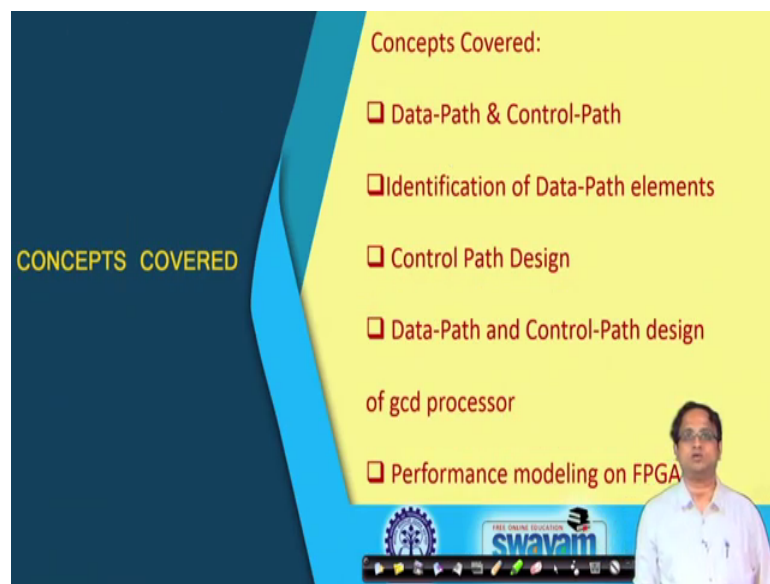 Concepts Covered:
❑ Data-Path & Control-Path
❑Identification of Data-Path elements
CONCEPTS COVERED
❑ Control Path Design
❑ Data-Path and Control-Path design
of gcd processor
❑ Performance modeling on FPGA
FREE ONLINE EDUCATION
swayam